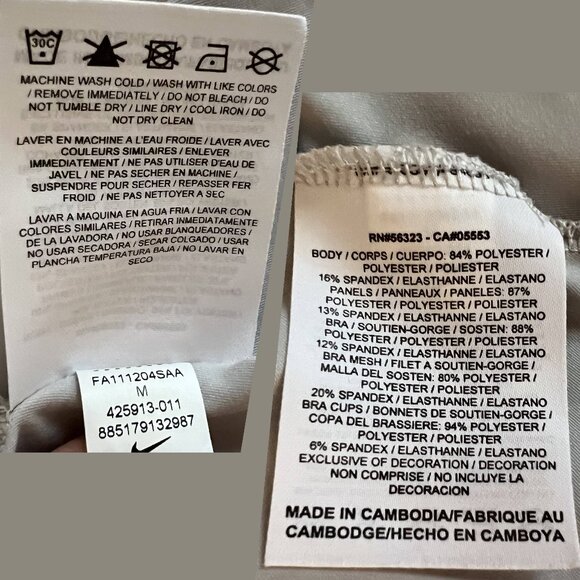 30C
MACHINE WASH COLD / WASH WITH LIKE COLORS
/ REMOVE IMMEDIATELY / DO NOT BLEACH / DO
NOT TUMBLE DRY / LINE DRY / COOL IRON / DO
NOT DRY CLEAN
LAVER EN MACHINE A L'EAU FROIDE / LAVER AVEC
COULEURS SIMILAIRES / ENLEVER
IMMEDIATEMENT / NE PAS UTILISER D'EAU DE
JAVEL / NE PAS SECHER EN MACHINE /
SUSPENDRE POUR SECHER / REPASSER FER
FROID / NE PAS NETTOYER A SEC
LAVAR A MAQUINA EN AGUA FRIA / LAVAR CON
COLORES SIMILARES / RETIRAR INMEDIATAMENTE
DE LA LAVADORA / NO USAR BLANQUEADORES /
NO USAR SECADORA / SECAR COLGADO / USAR
PLANCHA TEMPERATURA BAJA / NO LAVAR EN
SECO
FA111204SAA
M
425913-011
885179132987
RN#56323 - CA#05553
BODY / CORPS / CUERPO: 84% POLYESTER /
POLYESTER / POLIESTER
16% SPANDEX / ELASTHANNE / ELASTANO
PANELS / PANNEAUX / PANELES: 87%
POLYESTER / POLYESTER / POLIESTER
13% SPANDEX / ELASTHANNE / ELASTANO
BRA / SOUTIEN-GORGE / SOSTEN: 88%
POLYESTER / POLYESTER / POLIESTER
12% SPANDEX / ELASTHANNE / ELASTANO
BRA MESH / FILET A SOUTIEN-GORGE /
MALLA DEL SOSTEN: 80% POLYESTER /
POLYESTER / POLIESTER
20% SPANDEX / ELASTHANNE / ELASTANO
BRA CUPS / BONNETS DE SOUTIEN-GORGE /
COPA DEL BRASSIERE: 94% POLYESTER /
POLYESTER / POLIESTER
6% SPANDEX / ELASTHANNE / ELASTANO
EXCLUSIVE OF DECORATION / DECORATION
NON COMPRISE / NO INCLUYE LA
DECORACION
MADE IN CAMBODIA/FABRIQUE AU
CAMBODGE/HECHO EN CAMBOYA